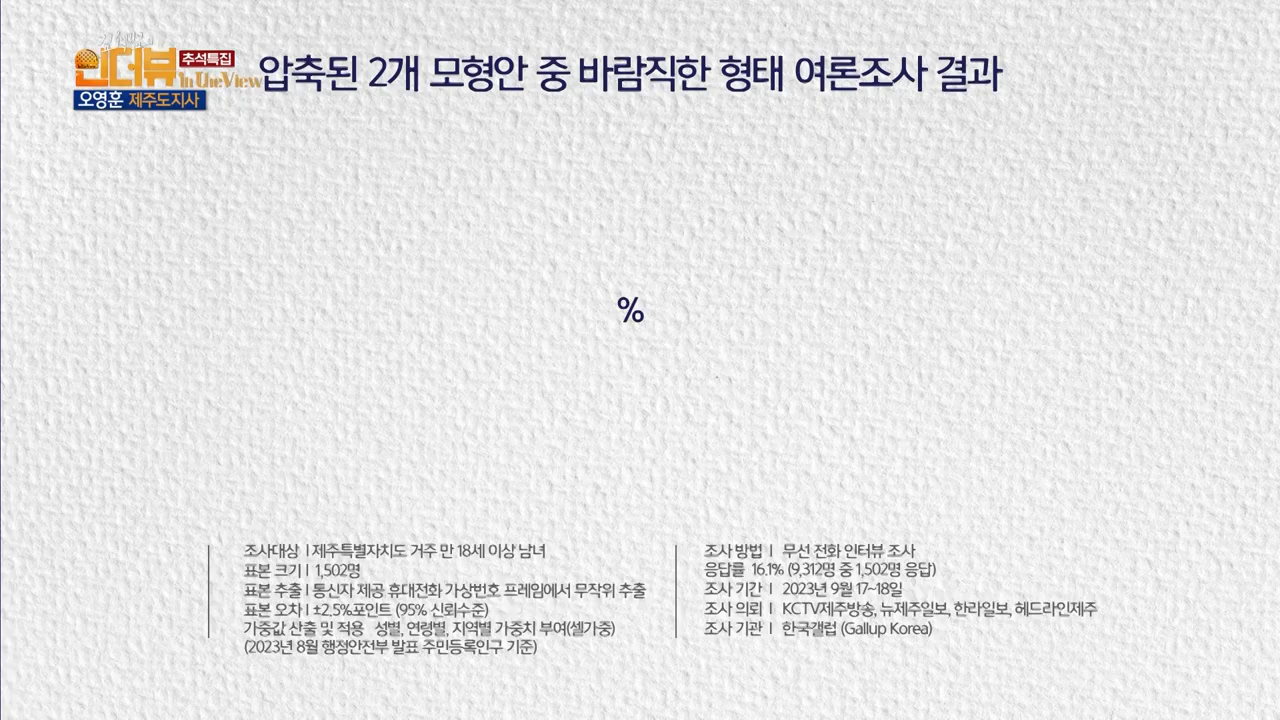 인더뷰
추석특집
In The View
오영훈 제주도지사
압축된 2개 모형안 중 바람직한 형태 여론조사 결과
%
조사대상 ㅣ제주특별자치도 거주 만 18세 이상 남녀
표본 크기ㅣ 1,502명
표본 추출ㅣ통신자 제공 휴대전화 가상번호 프레임에서 무작위 추출
표본 오차ㅣ±2.5%포인트 (95% 신뢰수준)
가중값 산출 및 적용 성별, 연령별, 지역별 가중치 부여(셀가중)
(2023년 8월 행정안전부 발표 주민등록인구 기준)
조사 방법 ㅣ 무선 전화 인터뷰 조사
응답률 16.1% (9,312명 중 1,502명 응답)
조사 기간 ㅣ 2023년 9월 17~18일
조사 의뢰 ㅣ KCTV제주방송, 뉴제주일보, 한라일보, 헤드라인제주
조사 기관 ㅣ 한국갤럽 (Gallup Korea)